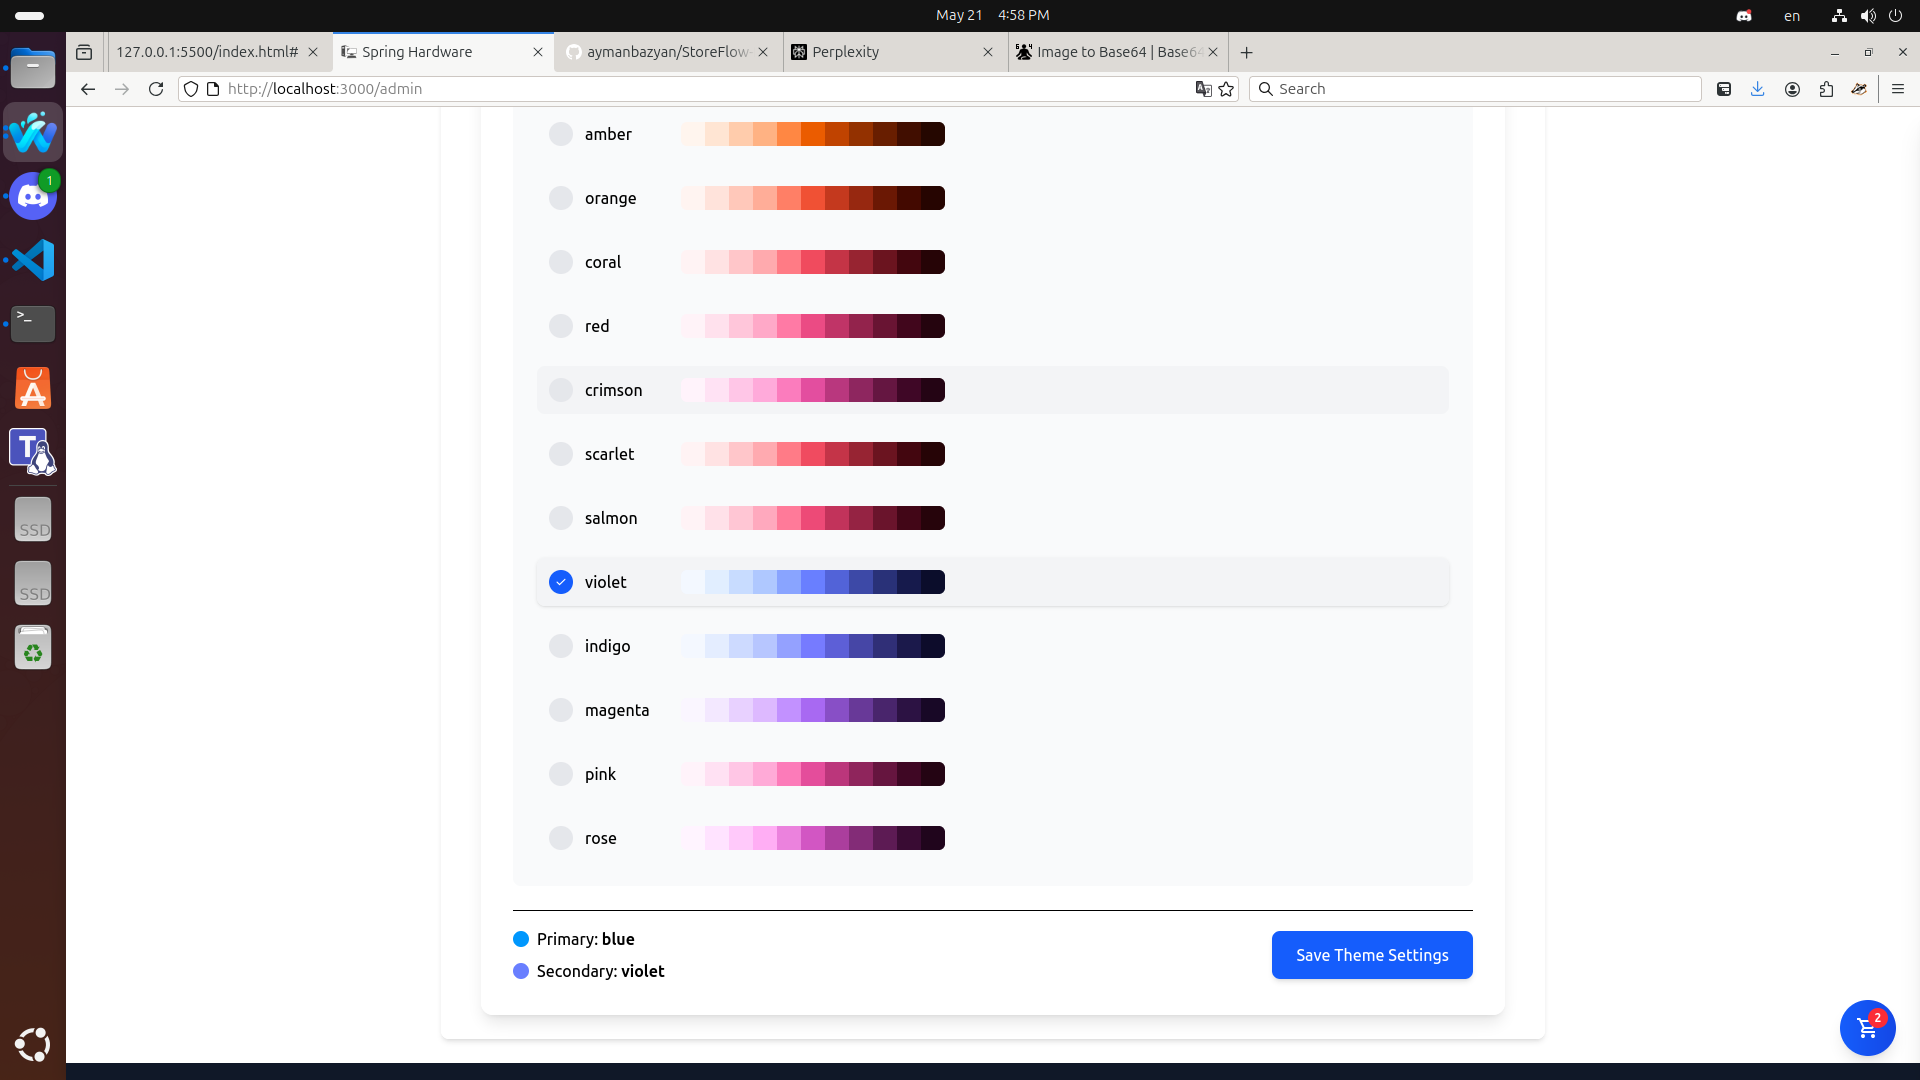 May 21 4:58 PM
en
127.0.0.1:5500/index.html#
Spring Hardware
aymanbazyan/StoreFlow-
Perplexity
Image to Base64 | Base64
http://localhost:3000/admin
Search
1
>_
A
T
SSD
SSD
amber
orange
coral
red
crimson
scarlet
salmon
violet
indigo
magenta
pink
rose
Primary: blue
Secondary: violet
Save Theme Settings
2